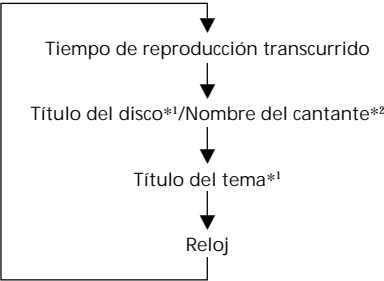 Tiempo de reproducción transcurrido
Título del disco*¹/Nombre del cantante*²
Título del tema*¹
Reloj